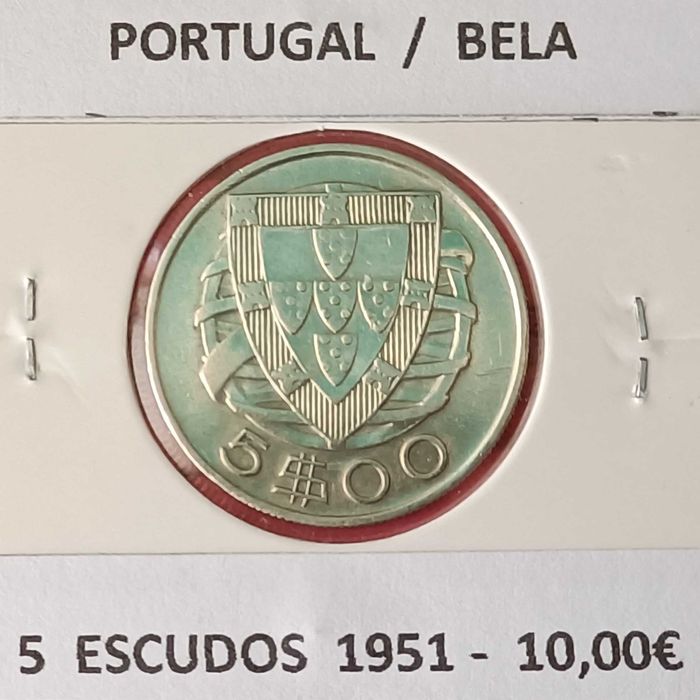 PORTUGAL / BELA
5$00
5 ESCUDOS 1951 - 10,00€